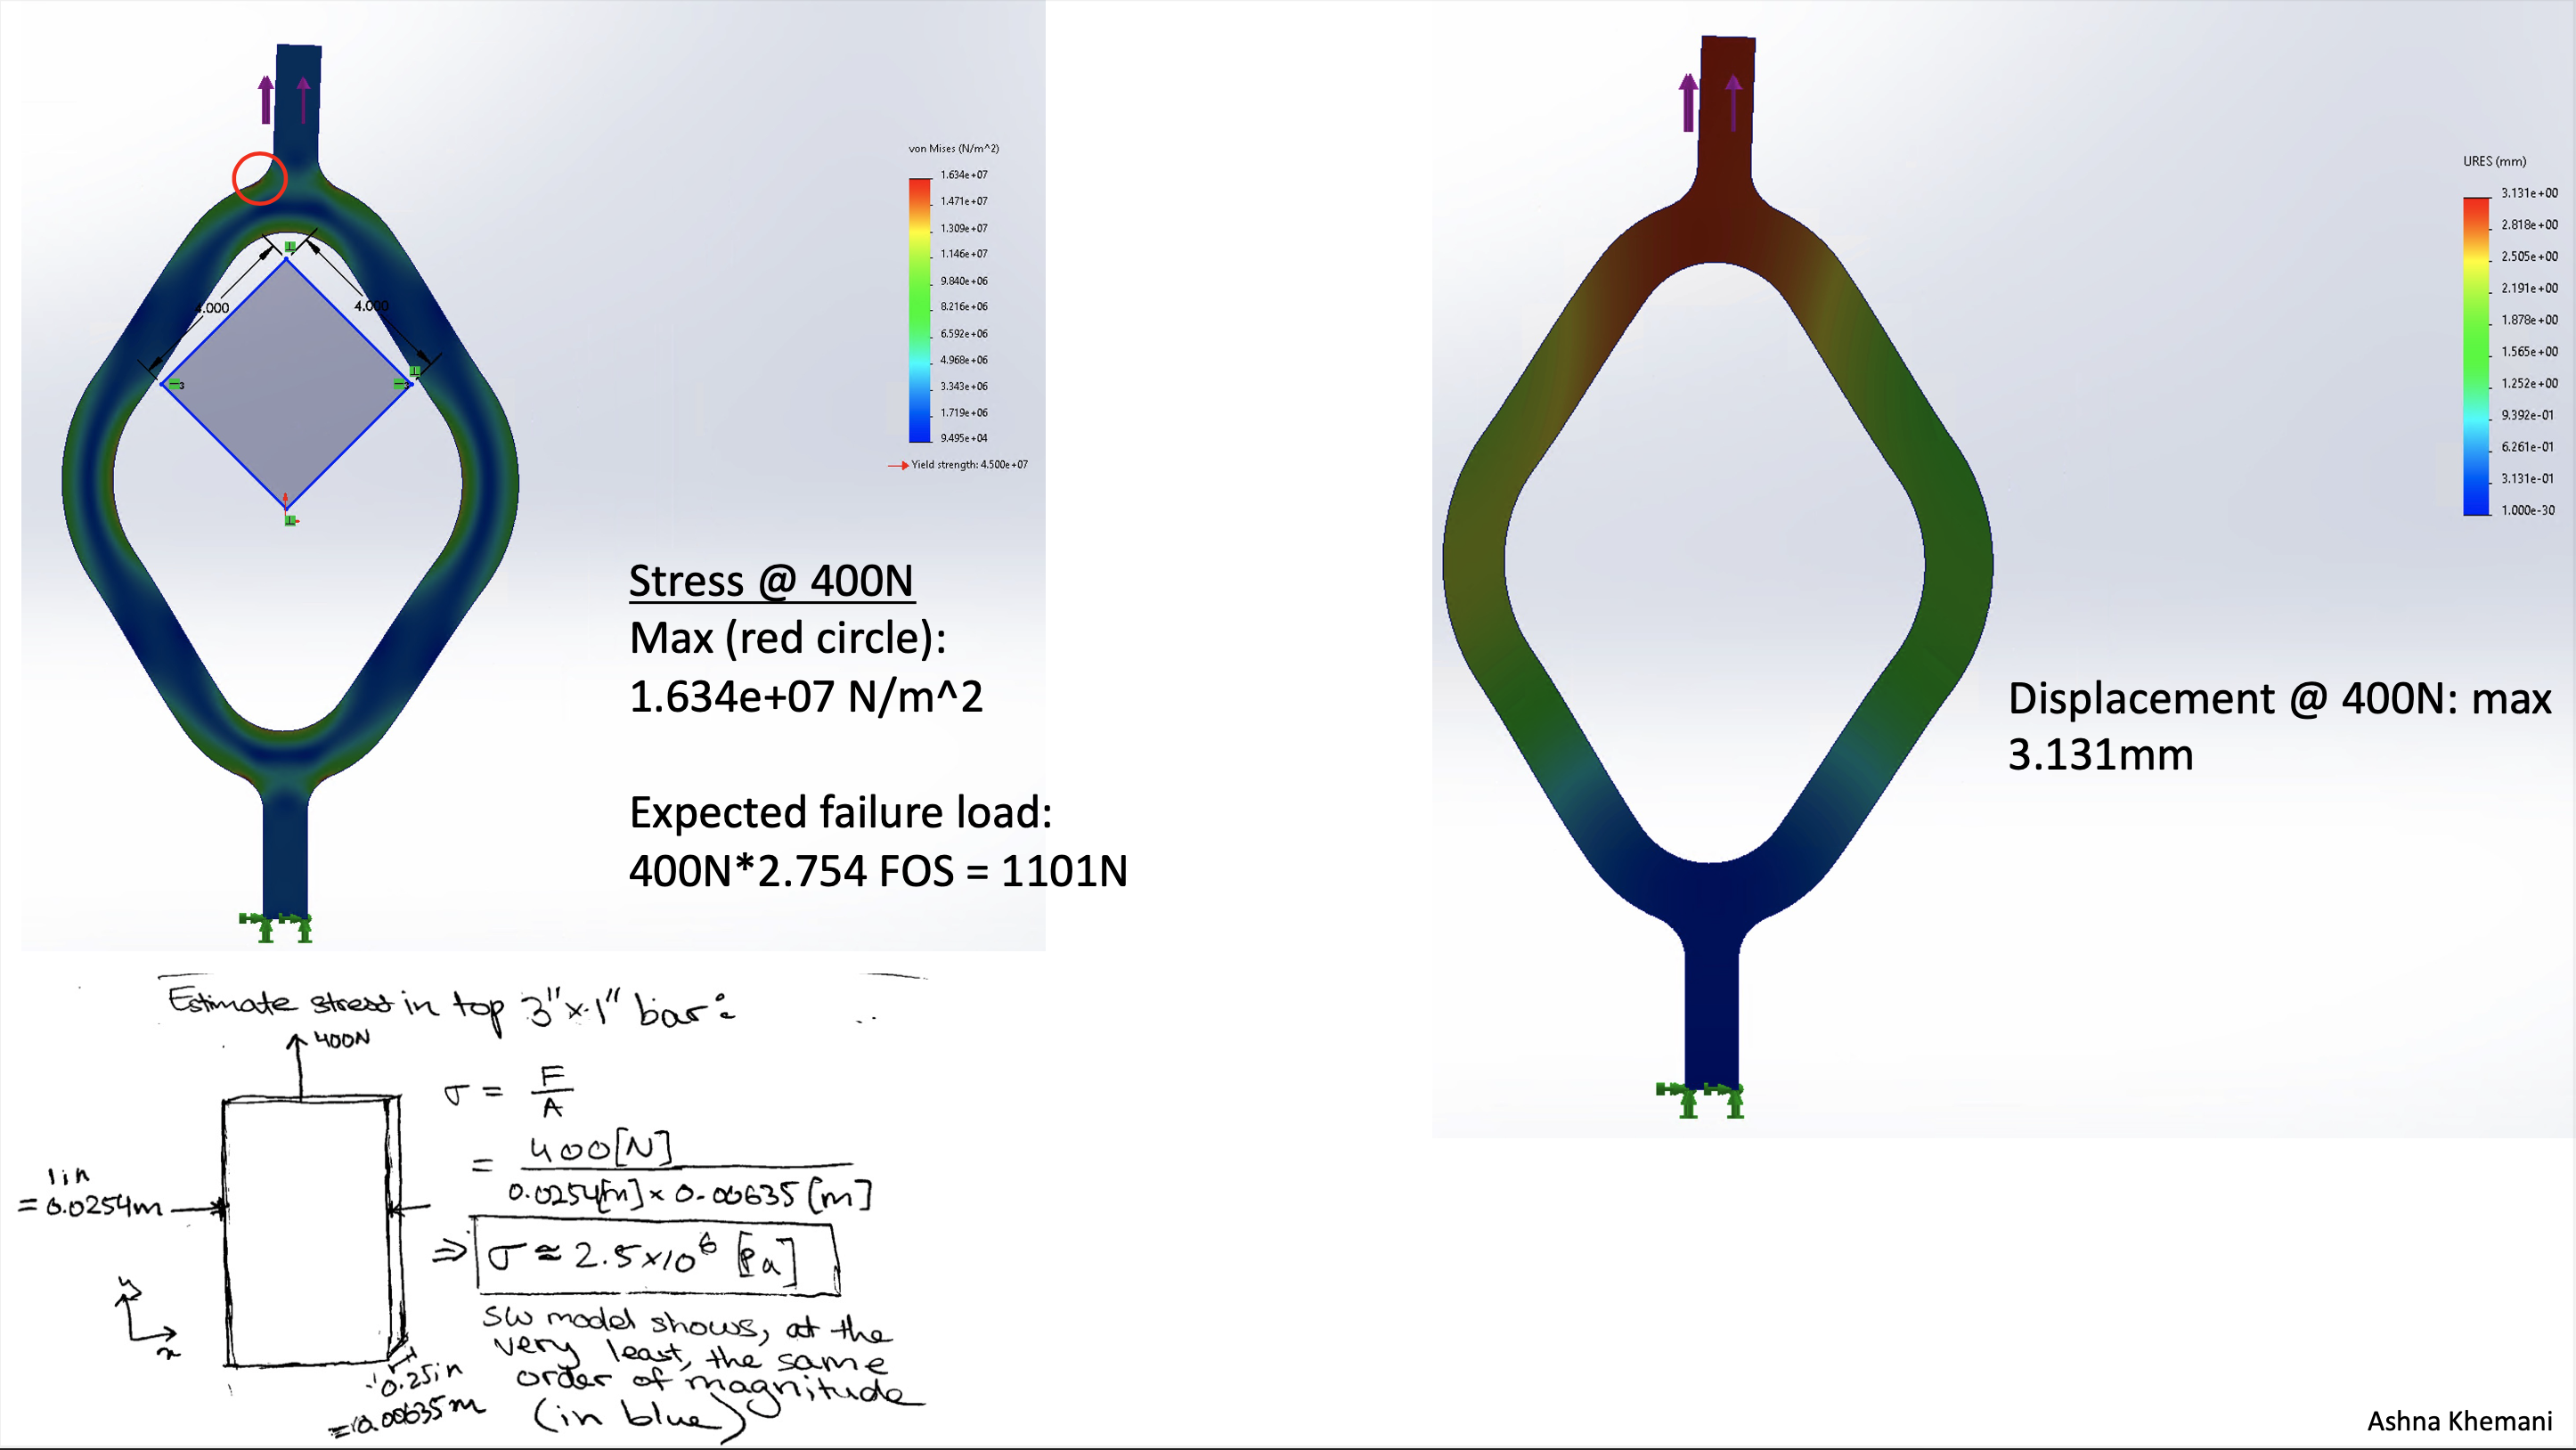 von Mises (N/m^2)
1.634e+07
1.471e+07
1.309e+07
1.146e+07
9.840e+06
8.216e+06
6.592e+06
4.968e+06
3.343e+06
1.719e+06
9.495e+04
Yield strength: 4.500e+07
4.000
4.000
Stress @ 400N
Max (red circle):
1.634e+07 N/m^2
Expected failure load:
400N*2.754 FOS = 1101N
URES (mm)
3.131e+00
2.818e+00
2.505e+00
2.191e+00
1.878e+00
1.565e+00
1.252e+00
9.392e-01
6.261e-01
3.131e-01
1.000e-30
Displacement @ 400N: max
3.131mm
Estimate stress in top 3"x1" bar:
400N
1in
= 0.0254m
y
x
0.25in
=0.00635m
σ = F/A
= 400[N] / 0.0254[m] x 0.00635 [m]
⇒ σ ≈ 2.5x10^6 [Pa]
SW model shows, at the
very least, the same
order of magnitude
(in blue)
Ashna Khemani